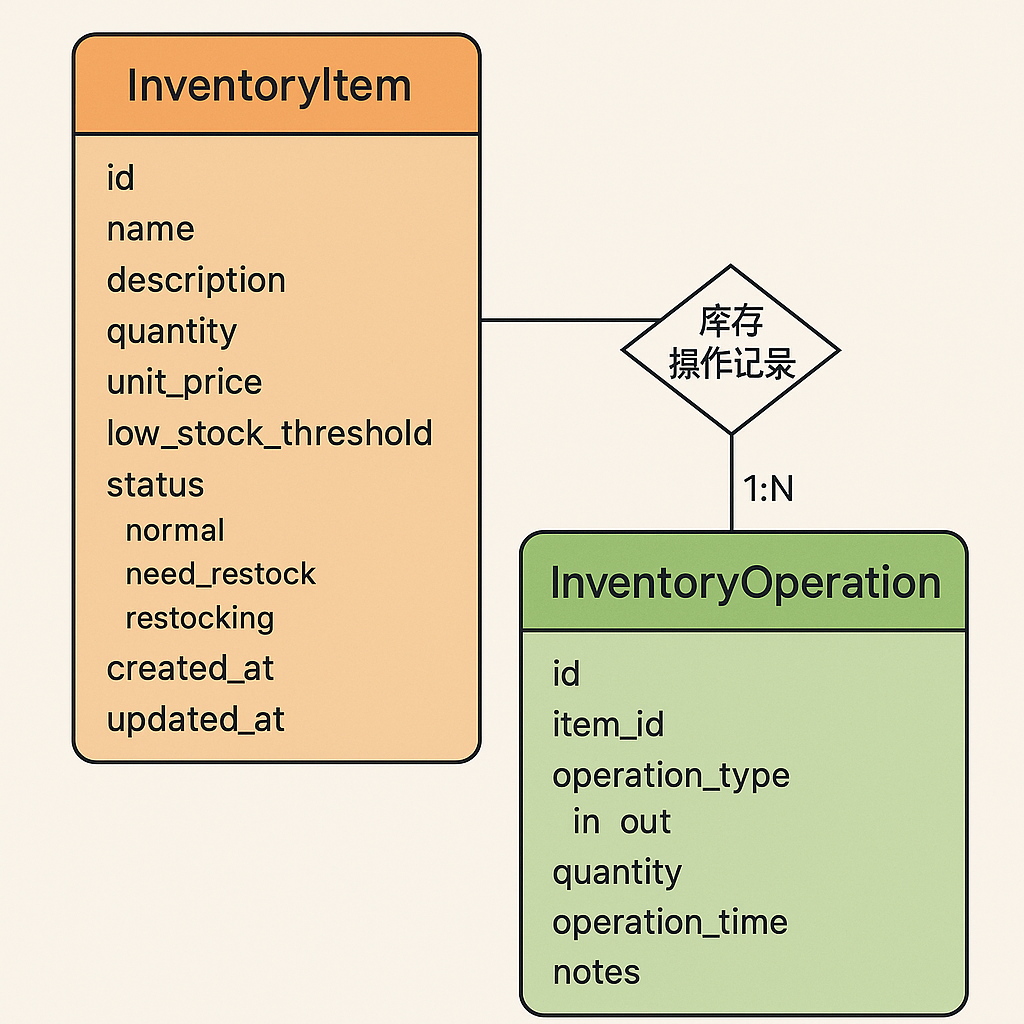 InventoryItem
id
name
description
quantity
unit_price
low_stock_threshold
status
normal
need_restock
restocking
created_at
updated_at
库存
操作记录
1:N
InventoryOperation
id
item_id
operation_type
in out
quantity
operation_time
notes